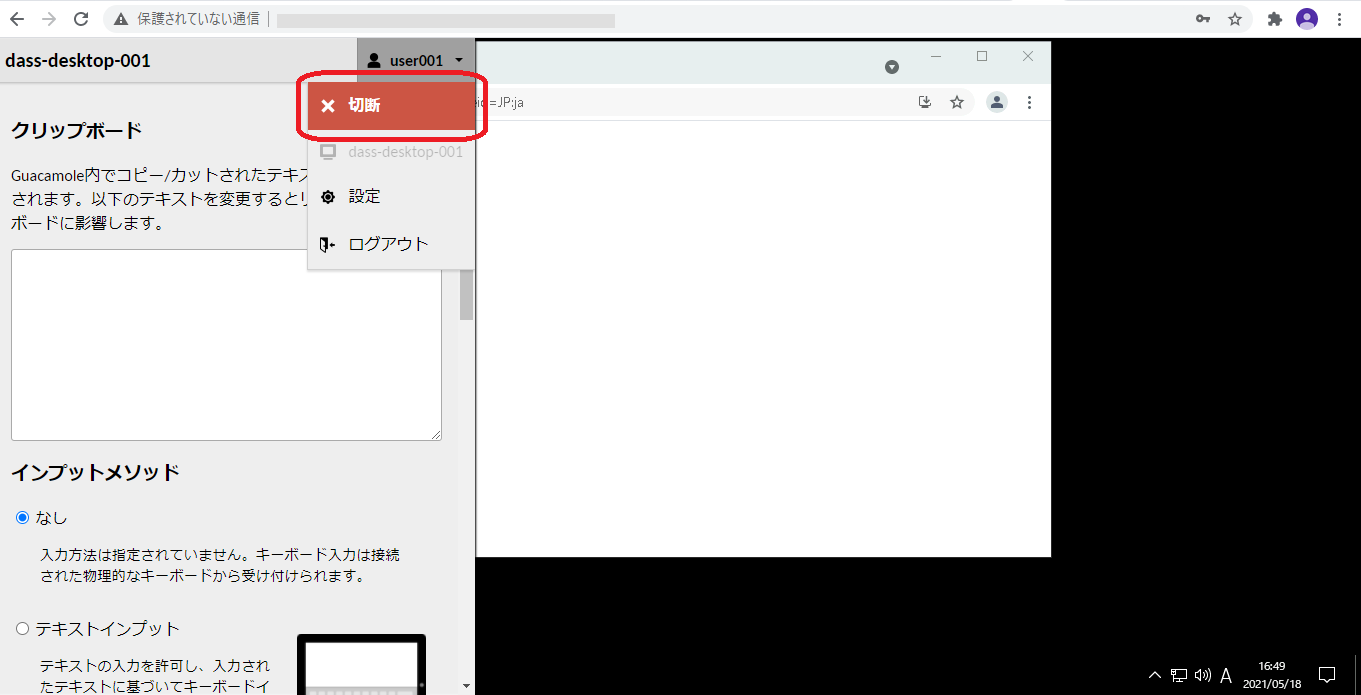 保護されていない通信
dass-desktop-001
user001
切断
=JP:ja
dass-desktop-001
設定
ログアウト
クリップボード
Guacamole内でコピー/カットされたテキス
されます。以下のテキストを変更するとリ
ボードに影響します。
インプットメソッド
なし
入力方法は指定されていません。キーボード入力は接続
された物理的なキーボードから受け付けられます。
テキストインプット
テキストの入力を許可し、入力され
たテキストに基づいてキーボードイ
A
16:49
2021/05/18